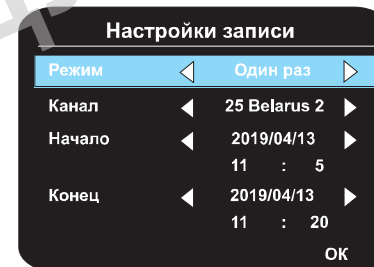 Настройки записи
Режим Один раз
Канал 25 Belarus 2
Начало 2019/04/13
11 : 5
Конец 2019/04/13
11 : 20
ОК